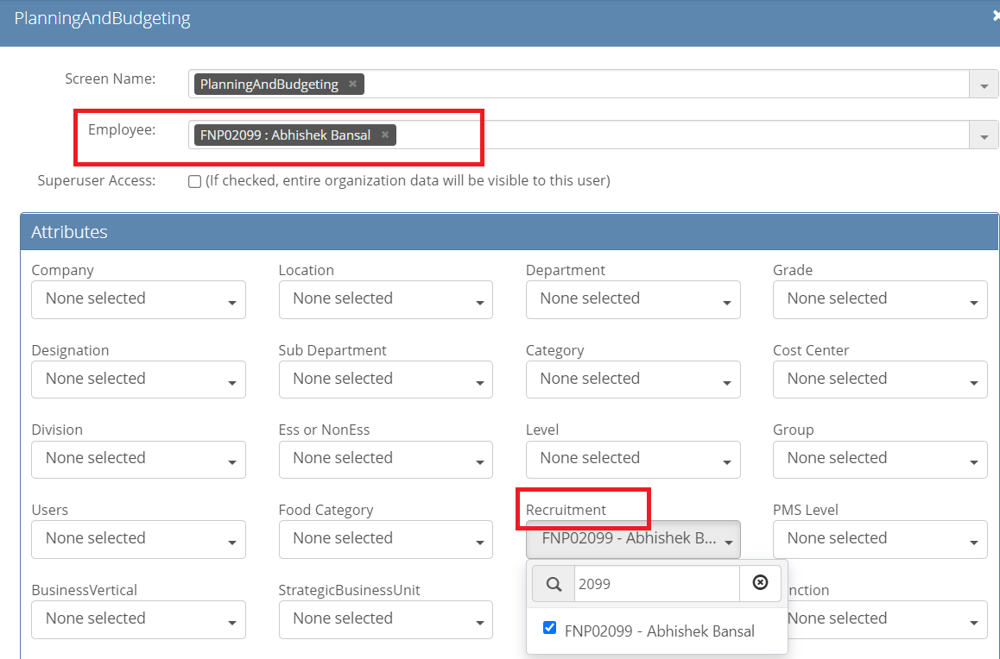 PlanningAndBudgeting
Screen Name: PlanningAndBudgeting
Employee: FNP02099 : Abhishek Bansal
Superuser Access: (If checked, entire organization data will be visible to this user)
Attributes
Company Location Department Grade
None selected None selected None selected None selected
Designation Sub Department Category Cost Center
None selected None selected None selected None selected
Division Ess or NonEss Level Group
None selected None selected None selected None selected
Users Food Category Recruitment PMS Level
None selected None selected FNP02099 - Abhishek B... None selected
2099
BusinessVertical StrategicBusinessUnit nction
None selected None selected None selected
FNP02099 - Abhishek Bansal